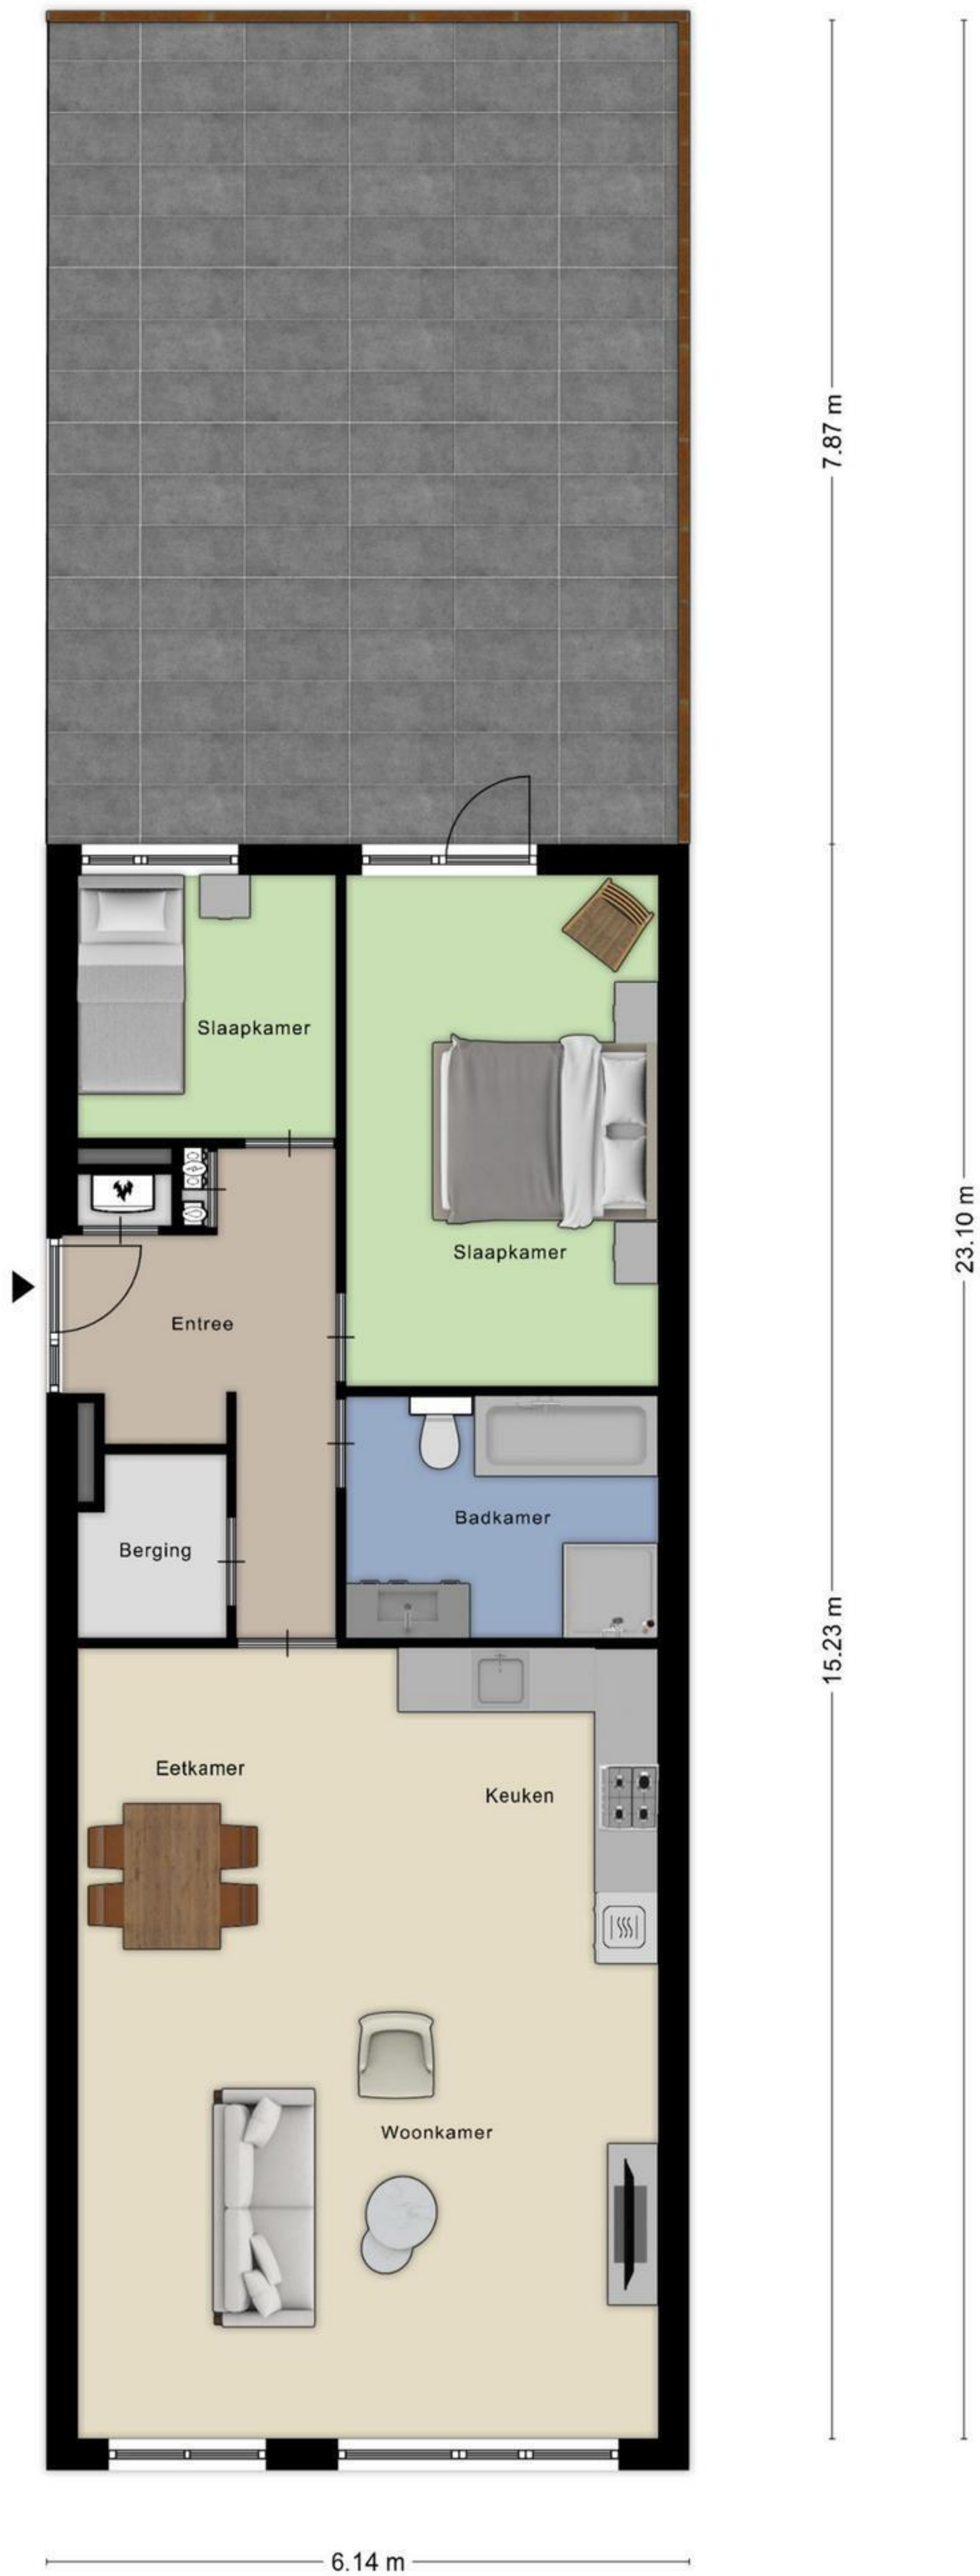 7.87 m
Slaapkamer
23.10 m
Slaapkamer
Entree
Badkamer
Berging
15.23 m
Eetkamer
Keuken
Woonkamer
6.14 m